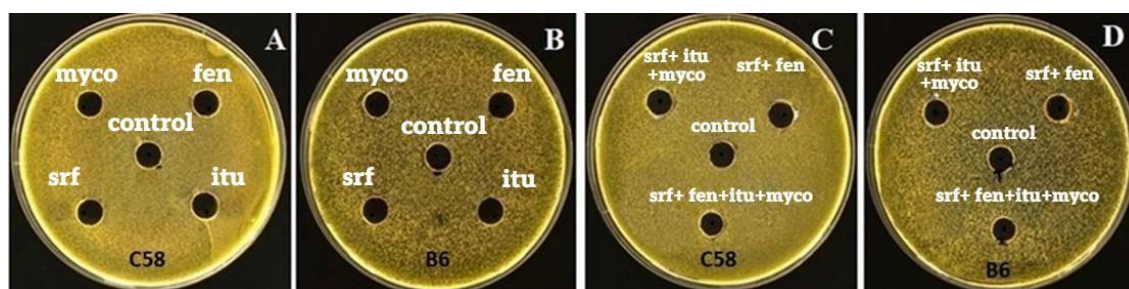 A
myco fen
control
srf itu
C58
B
myco fen
control
srf itu
B6
C
srf+ itu
+myco
srf+ fen
control
srf+ fen+itu+myco
C58
D
srf+ itu
+myco
srf+ fen
control
srf+ fen+itu+myco
B6